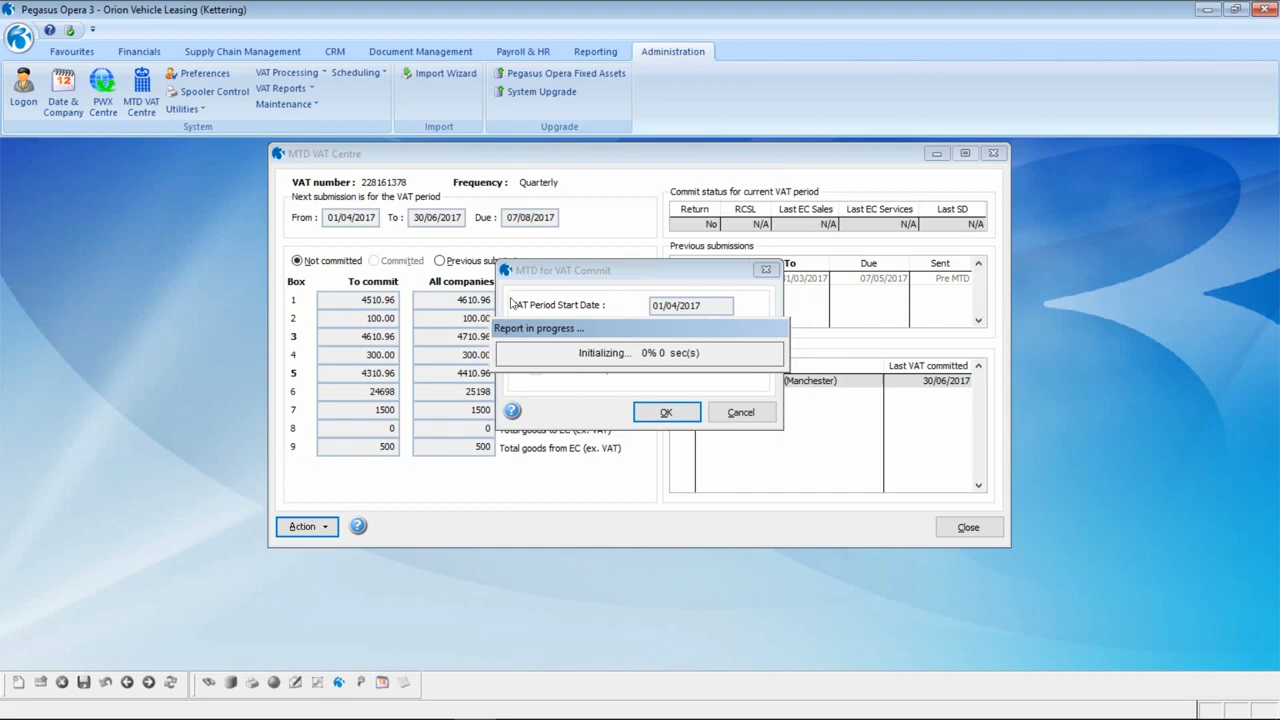 Pegasus Opera 3 - Orion Vehicle Leasing (Kettering)
Favourites Financials Supply Chain Management CRM Document Management Payroll & HR Reporting Administration
Logon
Date & Company
PWX Centre
MTD VAT Centre
Preferences
Spooler Control
Utilities
VAT Processing
VAT Reports
Maintenance
Scheduling
System
Import Wizard
Import
Pegasus Opera Fixed Assets
System Upgrade
Upgrade
MTD VAT Centre
VAT number : 228161378 Frequency : Quarterly
Next submission is for the VAT period
From : 01/04/2017 To : 30/06/2017 Due : 07/08/2017
Commit status for current VAT period
Return RCSL Last EC Sales Last EC Services Last SD
No N/A N/A N/A N/A
Not committed Committed Previous sub
Box To commit All companies
1 4510.96 4610.96
2 100.00 100.00
3 4610.96 4710.96
4 300.00 300.00
5 4310.96 4410.96
6 24698 25198
7 1500 1500
8 0 0 Total goods to EC (ex. VAT)
9 500 500 Total goods from EC (ex. VAT)
Previous submissions
To Due Sent
31/03/2017 07/05/2017 Pre MTD
Last VAT committed
(Manchester) 30/06/2017
MTD for VAT Commit
VAT Period Start Date : 01/04/2017
Report in progress ...
Initializing... 0% 0 sec(s)
OK Cancel
Action Close